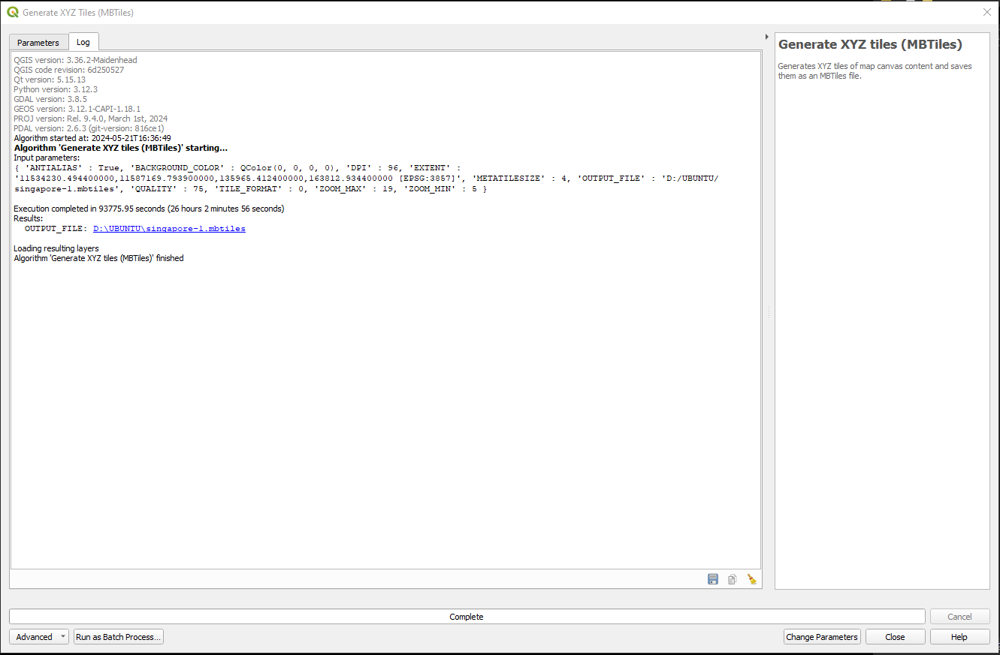 Generate XYZ Tiles (MBTiles)
Parameters
Log
QGIS version: 3.36.2-Maidenhead
QGIS code revision: 6d250527
Qt version: 5.15.13
Python version: 3.12.3
GDAL version: 3.8.5
GEOS version: 3.12.1-CAPI-1.18.1
PROJ version: Rel. 9.4.0, March 1st, 2024
PDAL version: 2.6.3 (git-version: 816ce1)
Algorithm started at: 2024-05-21T16:36:49
Algorithm 'Generate XYZ tiles (MBTiles)' starting...
Input parameters:
{ 'ANTIALIAS' : True, 'BACKGROUND_COLOR' : QColor(0, 0, 0, 0), 'DPI' : 96, 'EXTENT' :
'11534230.494400000,11587169.793900000,135965.412400000,163812.934400000 [EPSG:3857]', 'METATILESIZE' : 4, 'OUTPUT_FILE' : 'D:/UBUNTU/
singapore-1.mbtiles', 'QUALITY' : 75, 'TILE_FORMAT' : 0, 'ZOOM_MAX' : 19, 'ZOOM_MIN' : 5 }
Execution completed in 93775.95 seconds (26 hours 2 minutes 56 seconds)
Results:
OUTPUT_FILE: D:\UBUNTU\singapore-1.mbtiles
Loading resulting layers
Algorithm 'Generate XYZ tiles (MBTiles)' finished
Generate XYZ tiles (MBTiles)
Generates XYZ tiles of map canvas content and saves
them as an MBTiles file.
Complete
Cancel
Advanced
Run as Batch Process...
Change Parameters
Close
Help